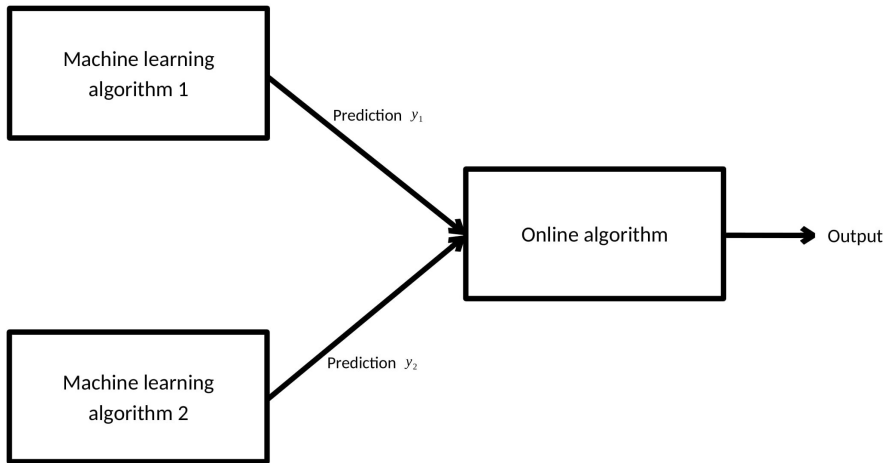 Machine learning
algorithm 1
Prediction y₁
Online algorithm
Output
Prediction y₂
Machine learning
algorithm 2